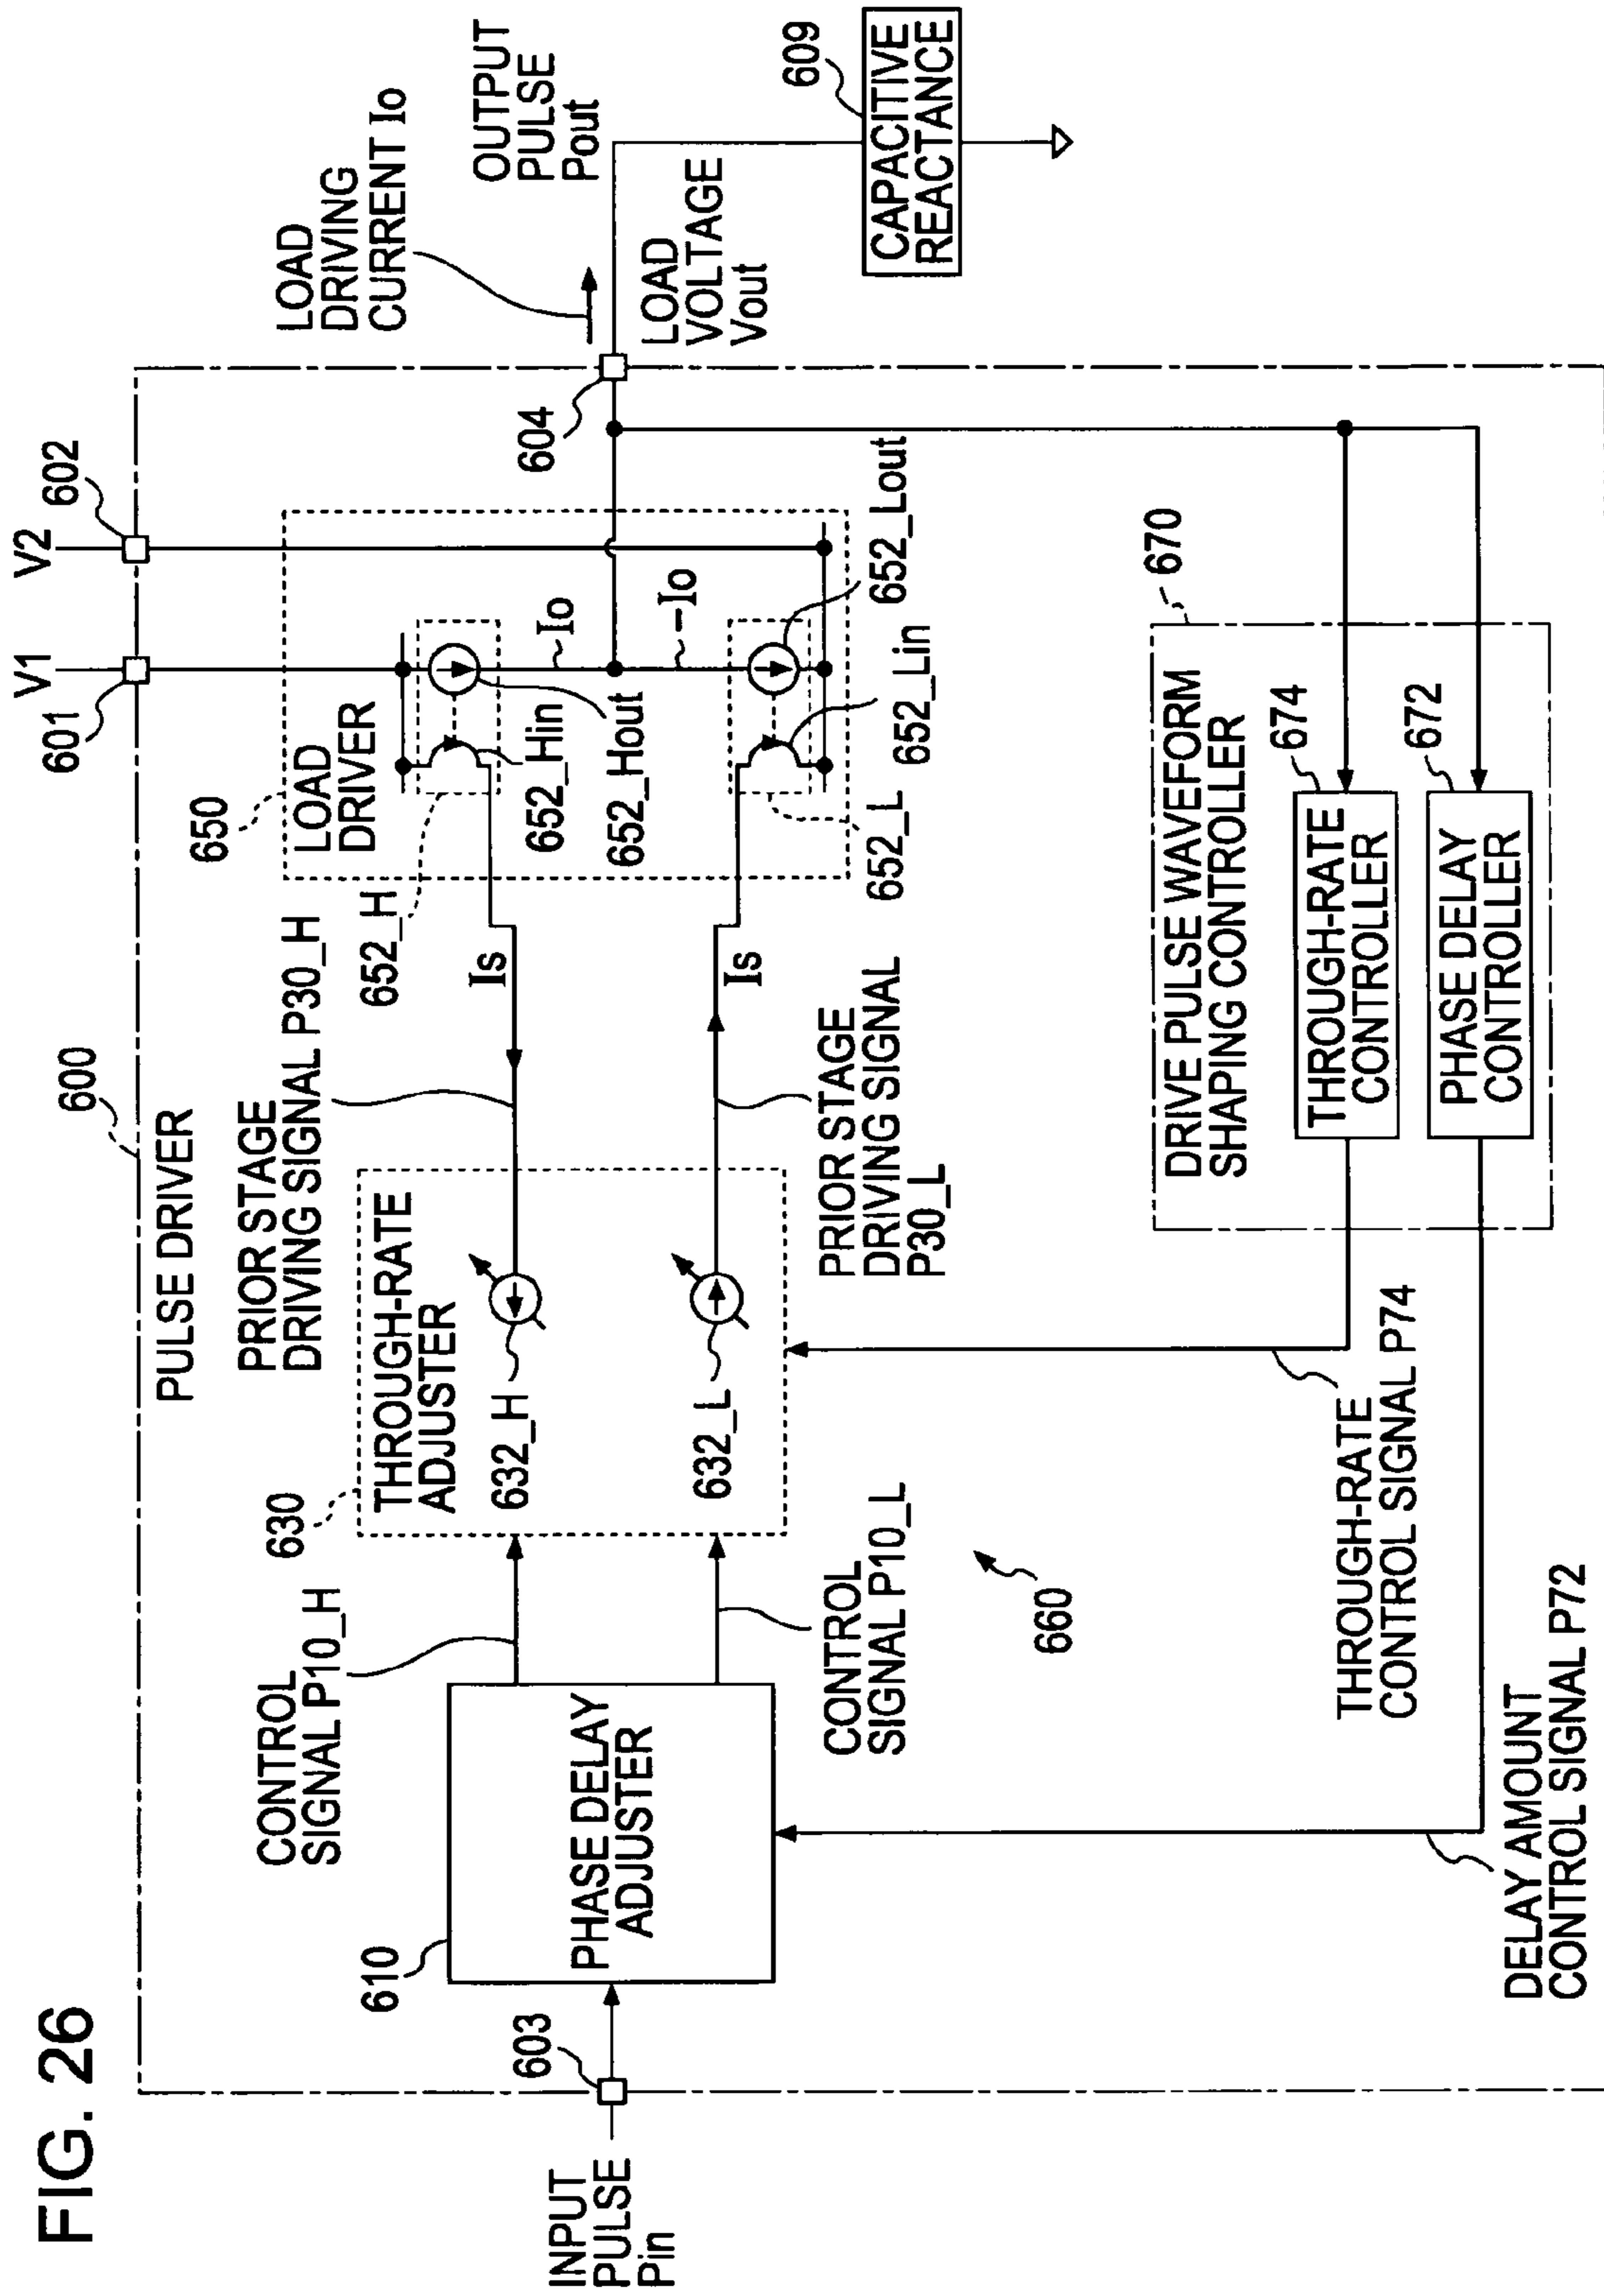 FIG. 26
600
PULSE DRIVER
V1
V2
601
602
650
LOAD
DRIVER
652_H
652_Hin
652_Hout
Io
-Io
652_L
652_Lin
652_Lout
604
LOAD
DRIVING
CURRENT Io
OUTPUT
PULSE
Pout
LOAD
VOLTAGE
Vout
609
CAPACITIVE
REACTANCE
PRIOR STAGE
DRIVING SIGNAL P30_H
Is
Is
PRIOR STAGE
DRIVING SIGNAL
P30_L
630
THROUGH-RATE
ADJUSTER
632_H
632_L
CONTROL
SIGNAL P10_H
CONTROL
SIGNAL P10_L
610
PHASE DELAY
ADJUSTER
603
INPUT
PULSE
Pin
660
670
DRIVE PULSE WAVEFORM
SHAPING CONTROLLER
674
THROUGH-RATE
CONTROLLER
672
PHASE DELAY
CONTROLLER
THROUGH-RATE
CONTROL SIGNAL P74
DELAY AMOUNT
CONTROL SIGNAL P72